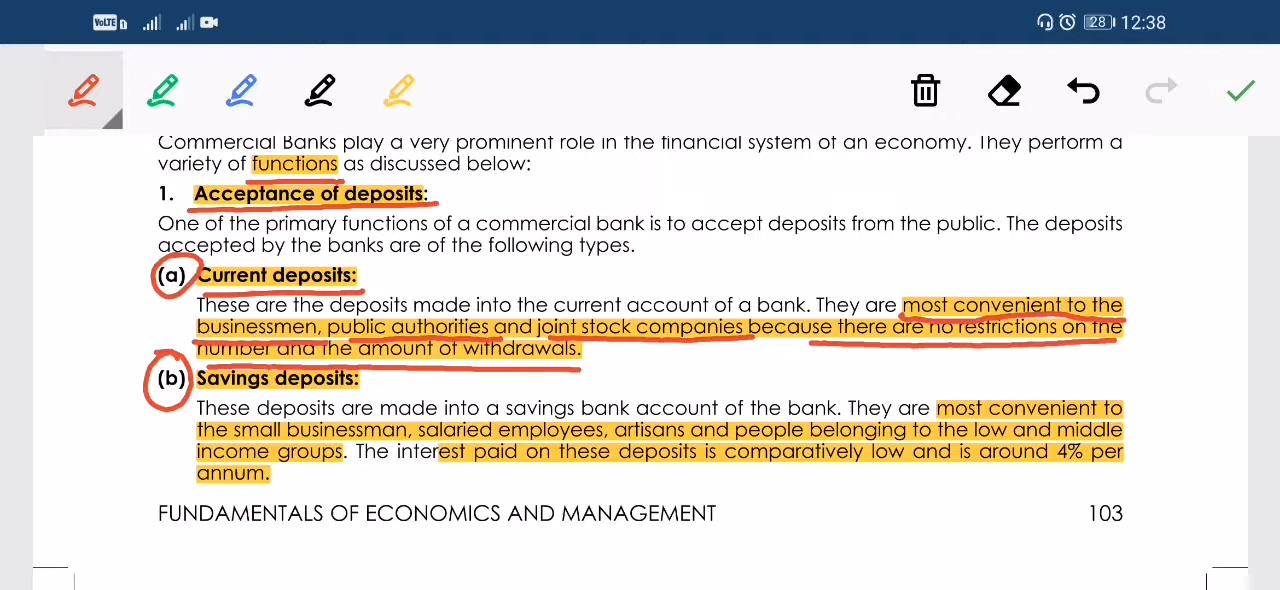 VoLTE 1 28 12:38
Commercial Banks play a very prominent role in the financial system of an economy. They perform a
variety of functions as discussed below:
1. Acceptance of deposits:
One of the primary functions of a commercial bank is to accept deposits from the public. The deposits
accepted by the banks are of the following types.
(a) Current deposits:
These are the deposits made into the current account of a bank. They are most convenient to the
businessmen, public authorities and joint stock companies because there are no restrictions on the
number and the amount of withdrawals.
(b) Savings deposits:
These deposits are made into a savings bank account of the bank. They are most convenient to
the small businessman, salaried employees, artisans and people belonging to the low and middle
income groups. The interest paid on these deposits is comparatively low and is around 4% per
annum.
FUNDAMENTALS OF ECONOMICS AND MANAGEMENT 103